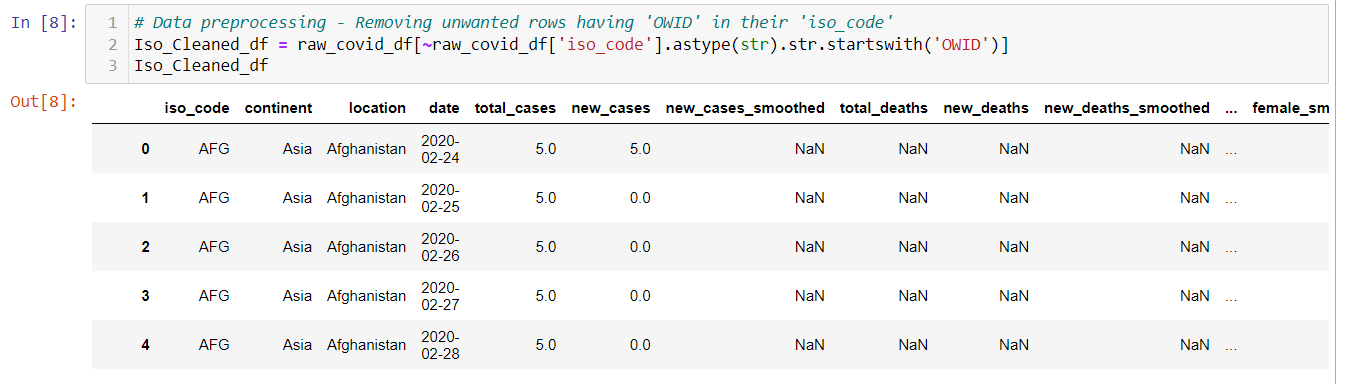 In [8]:
1 # Data preprocessing - Removing unwanted rows having 'OWID' in their 'iso_code'
2 Iso_Cleaned_df = raw_covid_df[~raw_covid_df['iso_code'].astype(str).str.startswith('OWID')]
3 Iso_Cleaned_df
Out[8]:
iso_code continent location date total_cases new_cases new_cases_smoothed total_deaths new_deaths new_deaths_smoothed ... female_sm
0 AFG Asia Afghanistan 2020-02-24 5.0 5.0 NaN NaN NaN NaN ...
1 AFG Asia Afghanistan 2020-02-25 5.0 0.0 NaN NaN NaN NaN ...
2 AFG Asia Afghanistan 2020-02-26 5.0 0.0 NaN NaN NaN NaN ...
3 AFG Asia Afghanistan 2020-02-27 5.0 0.0 NaN NaN NaN NaN ...
4 AFG Asia Afghanistan 2020-02-28 5.0 0.0 NaN NaN NaN NaN ...